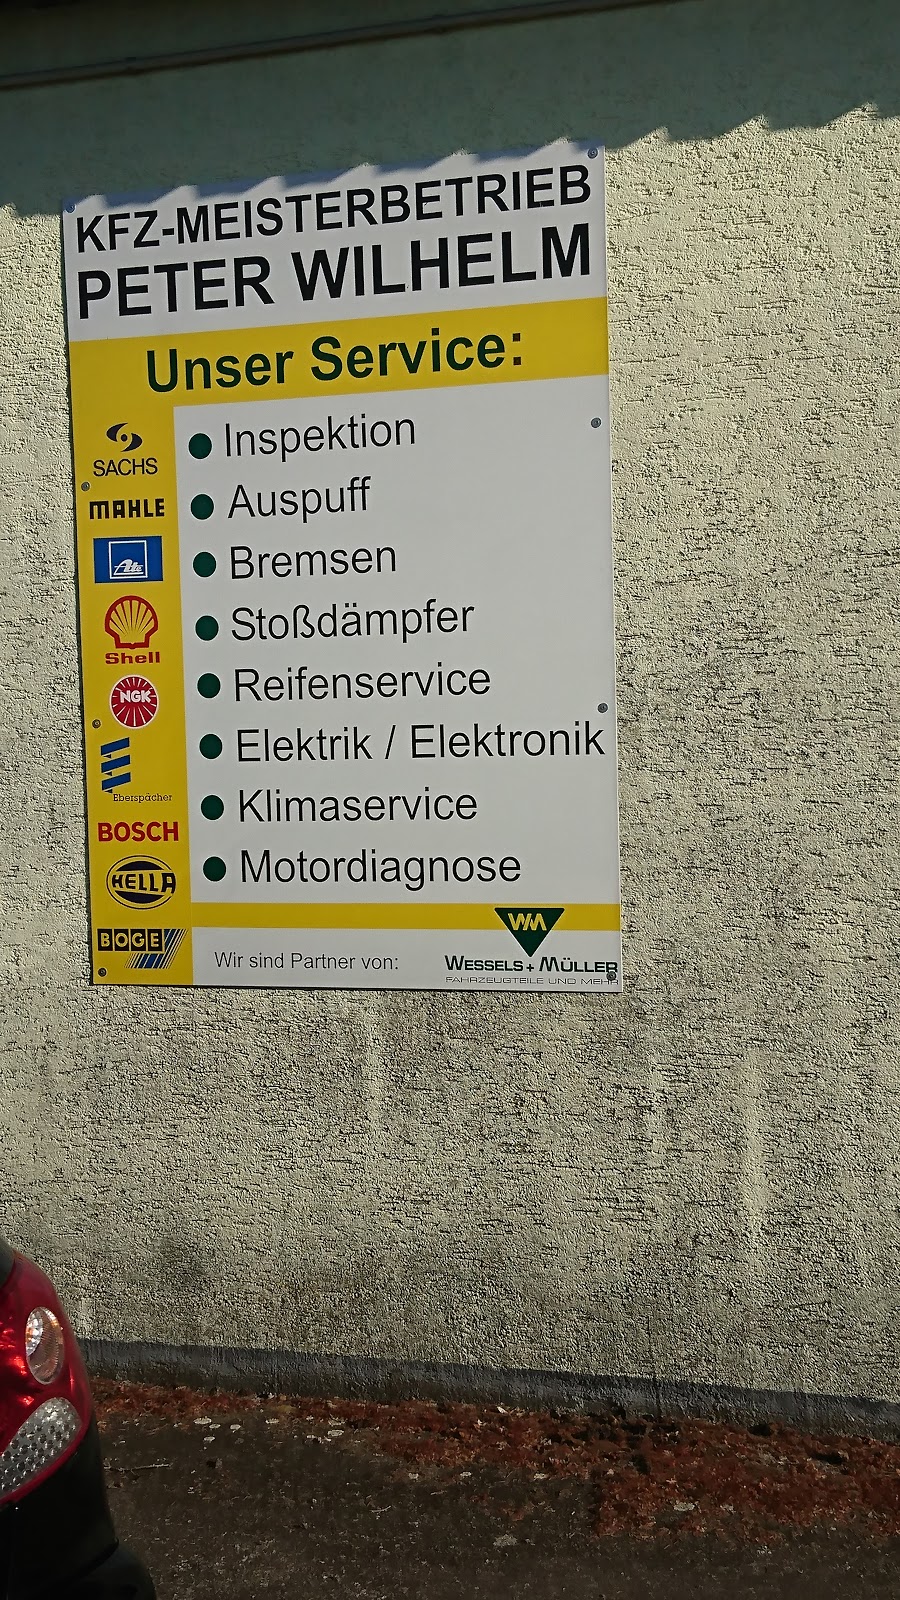 KFZ-MEISTERBETRIEB
PETER WILHELM
Unser Service:
SACHS
MAHLE
Ate
Shell
NGK
Eberspächer
BOSCH
HELLA
BOGE
Inspektion
Auspuff
Bremsen
Stoßdämpfer
Reifenservice
Elektrik / Elektronik
Klimaservice
Motordiagnose
Wir sind Partner von:
WM
WESSELS + MÜLLER
FAHRZEUGTEILE UND MEHR